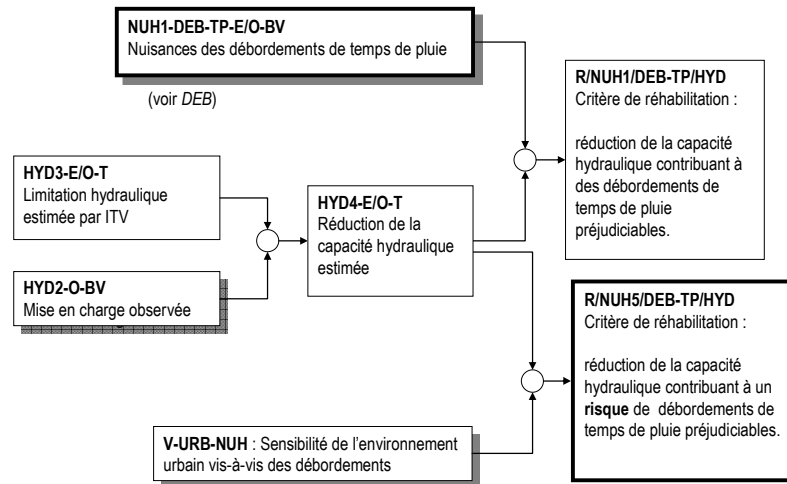 NUH1-DEB-TP-E/O-BV
Nuisances des débordements de temps de pluie
(voir DEB)
R/NUH1/DEB-TP/HYD
Critère de réhabilitation :
réduction de la capacité
hydraulique contribuant à
des débordements de
temps de pluie
préjudiciables.
HYD3-E/O-T
Limitation hydraulique
estimée par ITV
HYD4-E/O-T
Réduction de la
capacité hydraulique
estimée
HYD2-O-BV
Mise en charge observée
R/NUH5/DEB-TP/HYD
Critère de réhabilitation :
réduction de la capacité
hydraulique contribuant à un
risque de débordements de
temps de pluie préjudiciables.
V-URB-NUH : Sensibilité de l'environnement
urbain vis-à-vis des débordements